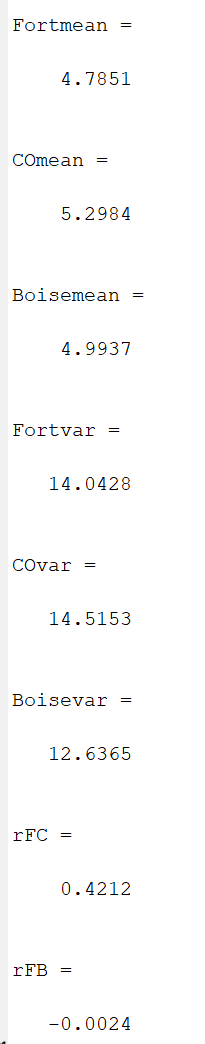 Fortmean =
4.7851
COmean =
5.2984
Boisemean =
4.9937
Fortvar =
14.0428
COvar =
14.5153
Boisevar =
12.6365
rFC =
0.4212
rFB =
-0.0024